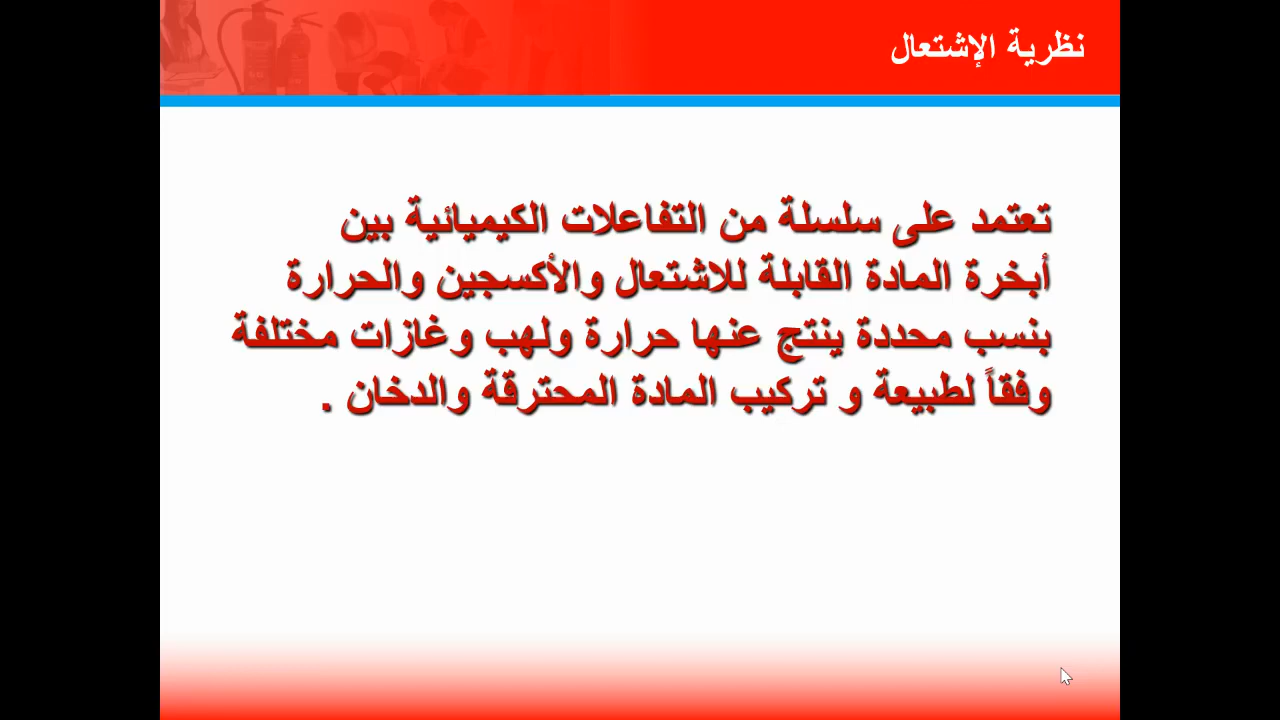 نظرية الإشتعال
تعتمد على سلسلة من التفاعلات الكيميائية بين
أبخرة المادة القابلة للاشتعال والأكسجين والحرارة
بنسب محددة ينتج عنها حرارة ولهب وغازات مختلفة
وفقاً لطبيعة و تركيب المادة المحترقة والدخان .